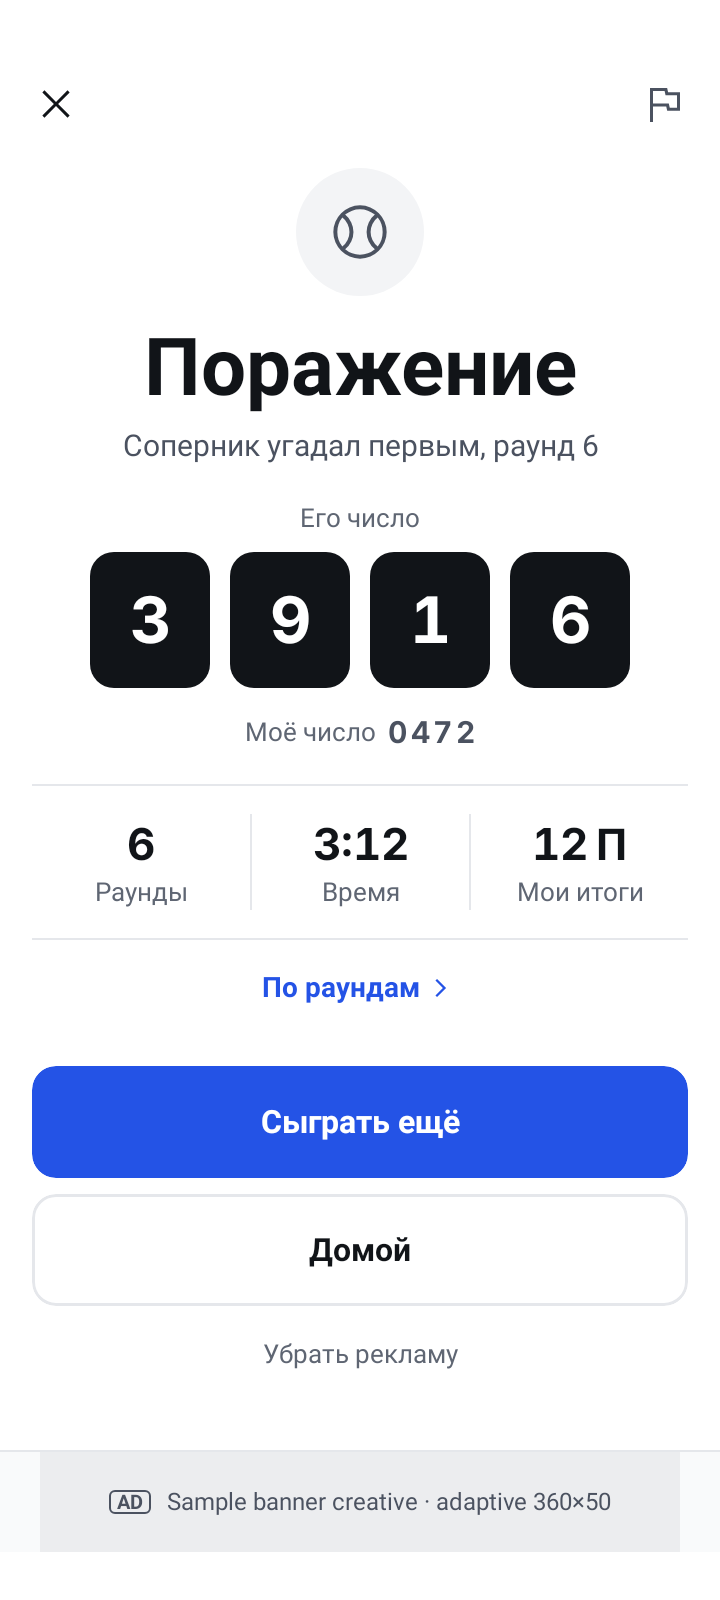 Поражение
Соперник угадал первым, раунд 6
Его число
3 9 1 6
Моё число 0472
6 3:12 12 П
Раунды Время Мои итоги
По раундам
Сыграть ещё
Домой
Убрать рекламу
AD Sample banner creative · adaptive 360×50